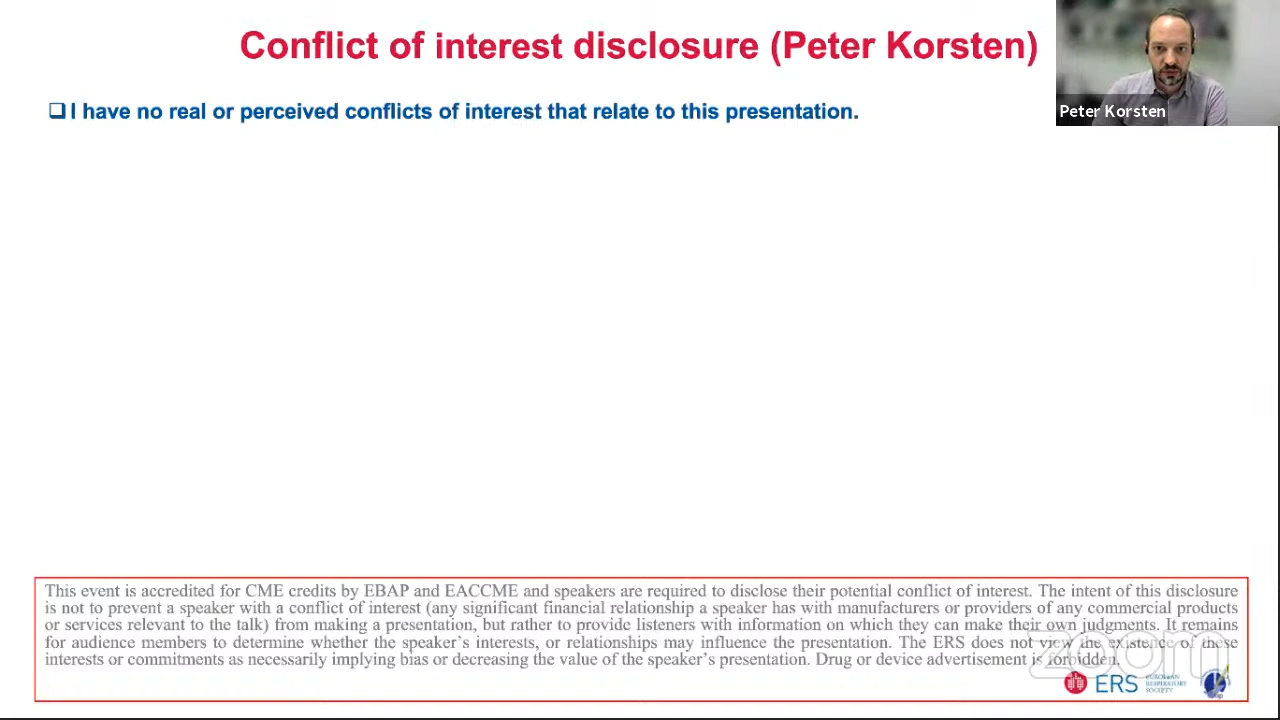 Conflict of interest disclosure (Peter Korsten)
I have no real or perceived conflicts of interest that relate to this presentation.
Peter Korsten
This event is accredited for CME credits by EBAP and EACCME and speakers are required to disclose their potential conflict of interest. The intent of this disclosure
is not to prevent a speaker with a conflict of interest (any significant financial relationship a speaker has with manufacturers or providers of any commercial products
or services relevant to the talk) from making a presentation, but rather to provide listeners with information on which they can make their own judgments. It remains
for audience members to determine whether the speaker's interests, or relationships may influence the presentation. The ERS does not view the existence of these
interests or commitments as necessarily implying bias or decreasing the value of the speaker's presentation. Drug or device advertisement is forbidden.
zoom
ERS
EUROPEAN
RESPIRATORY
SOCIETY